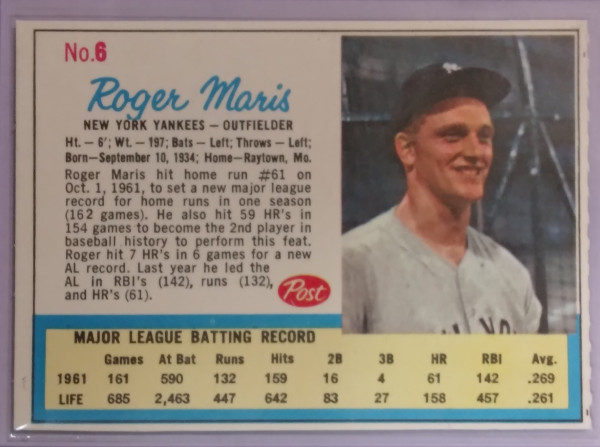 No.6
Roger Maris
NEW YORK YANKEES — OUTFIELDER
Ht. — 6'; Wt. — 197; Bats — Left; Throws — Left;
Born—September 10, 1934; Home—Raytown, Mo.
Roger Maris hit home run #61 on
Oct. 1, 1961, to set a new major league
record for home runs in one season
(162 games). He also hit 59 HR's in
154 games to become the 2nd player in
baseball history to perform this feat.
Roger hit 7 HR's in 6 games for a new
AL record. Last year he led the
AL in RBI's (142), runs (132),
and HR's (61).
Post
MAJOR LEAGUE BATTING RECORD
Games At Bat Runs Hits 2B 3B HR RBI Avg.
1961 161 590 132 159 16 4 61 142 .269
LIFE 685 2,463 447 642 83 27 158 457 .261